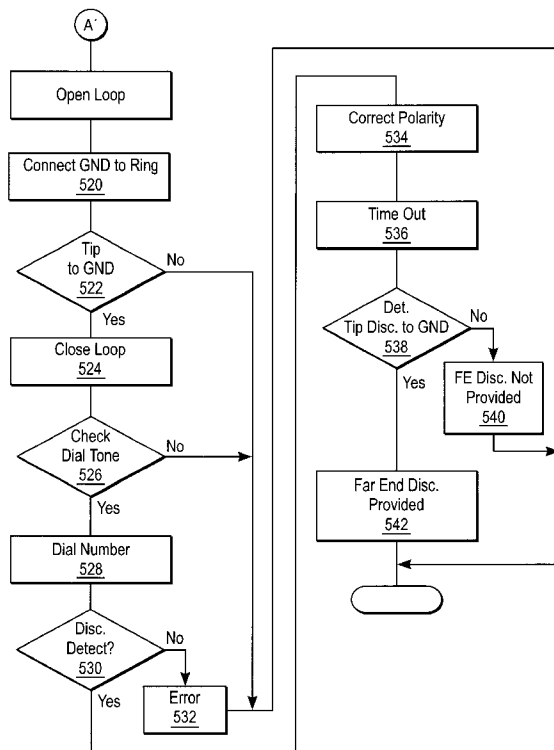 A´
Open Loop
Connect GND to Ring
520
Tip
to GND
522
No
Yes
Close Loop
524
Check
Dial Tone
526
No
Yes
Dial Number
528
Disc.
Detect?
530
No
Yes
Error
532
Correct Polarity
534
Time Out
536
Det.
Tip Disc. to GND
538
No
Yes
FE Disc. Not
Provided
540
Far End Disc.
Provided
542